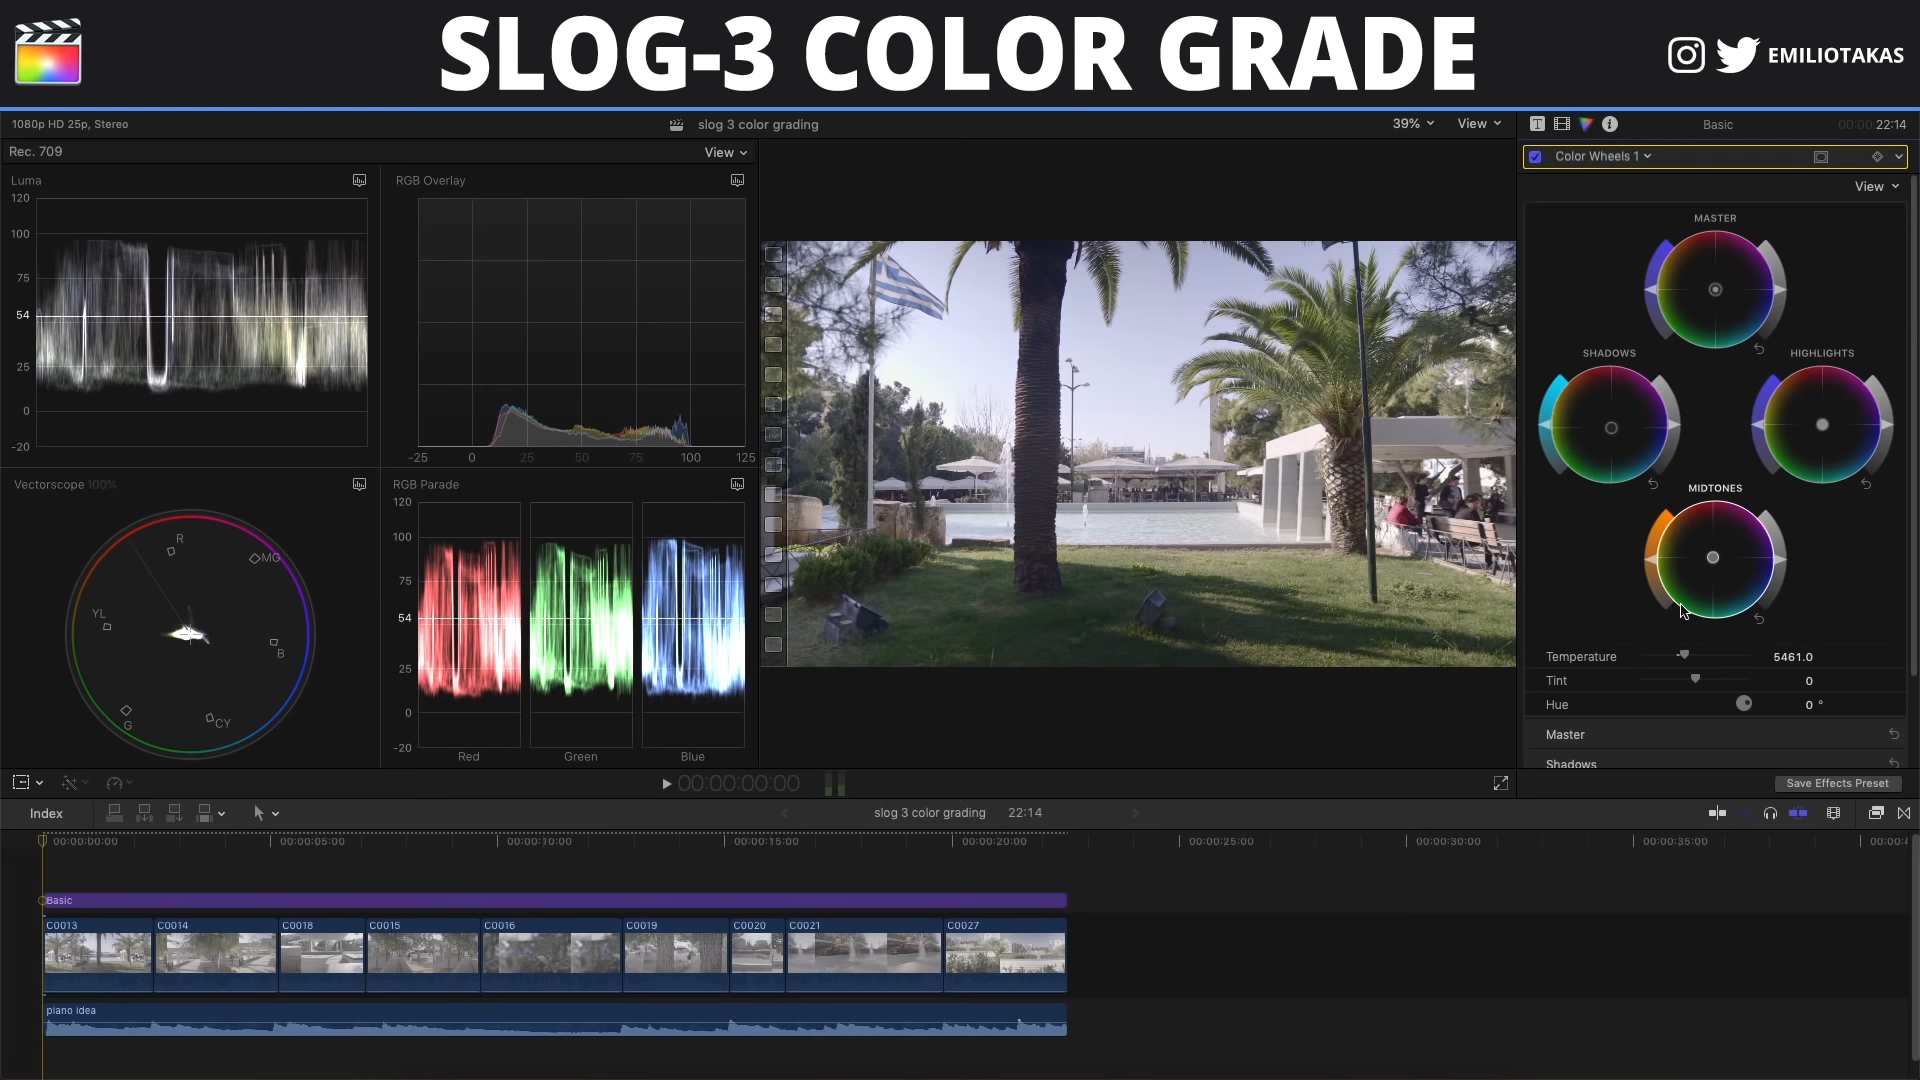 SLOG-3 COLOR GRADE
EMILIOTAKAS
1080p HD 25p, Stereo
slog 3 color grading
39%
View
Basic
00:00:22:14
Rec. 709
View
Color Wheels 1
View
Luma
120
100
75
54
25
0
-20
RGB Overlay
-25
0
25
50
75
100
125
MASTER
SHADOWS
HIGHLIGHTS
MIDTONES
Vectorscope 100%
R
MG
YL
B
G
CY
RGB Parade
120
100
75
54
25
0
-20
Red
Green
Blue
Temperature 5461.0
Tint 0
Hue 0 °
Master
Shadows
00:00:00:00
Save Effects Preset
Index
slog 3 color grading 22:14
00:00:00:00
00:00:05:00
00:00:10:00
00:00:15:00
00:00:20:00
00:00:25:00
00:00:30:00
00:00:35:00
Basic
C0013
C0014
C0018
C0015
C0016
C0019
C0020
C0021
C0027
piano idea